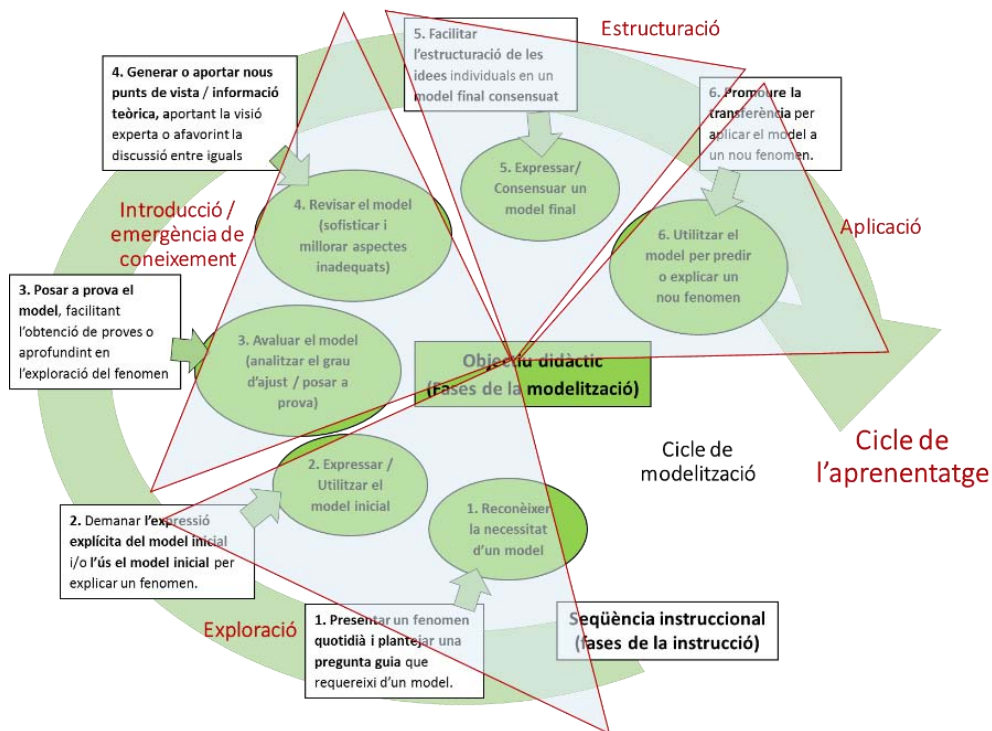 Estructuració
5. Facilitar
l'estructuració de les
idees individuals en un
model final consensuat
4. Generar o aportar nous
punts de vista / informació
teòrica, aportant la visió
experta o afavorint la
discussió entre iguals
6. Promoure la
transferència per
aplicar el model a
un nou fenomen.
5. Expressar/
Consensuar un
model final
4. Revisar el model
(sofisticar i
millorar aspectes
inadequats)
Introducció /
emergència de
coneixement
6. Utilitzar el
model per predir
o explicar un
nou fenomen
Aplicació
3. Posar a prova el
model, facilitant
l'obtenció de proves o
aprofundint en
l'exploració del fenomen
3. Avaluar el model
(analitzar el grau
d'ajust / posar a
prova)
Objectiu didàctic
(Fases de la modelització)
Cicle de
modelització
Cicle de
l'aprenentatge
2. Expressar /
Utilitzar el
model inicial
1. Reconèixer
la necessitat
d'un model
2. Demanar l'expressió
explícita del model inicial
i/o l'ús el model inicial per
explicar un fenomen.
Exploració
1. Presentar un fenomen
quotidià i plantejar una
pregunta guia que
requereixi d'un model.
Seqüència instruccional
(fases de la instrucció)